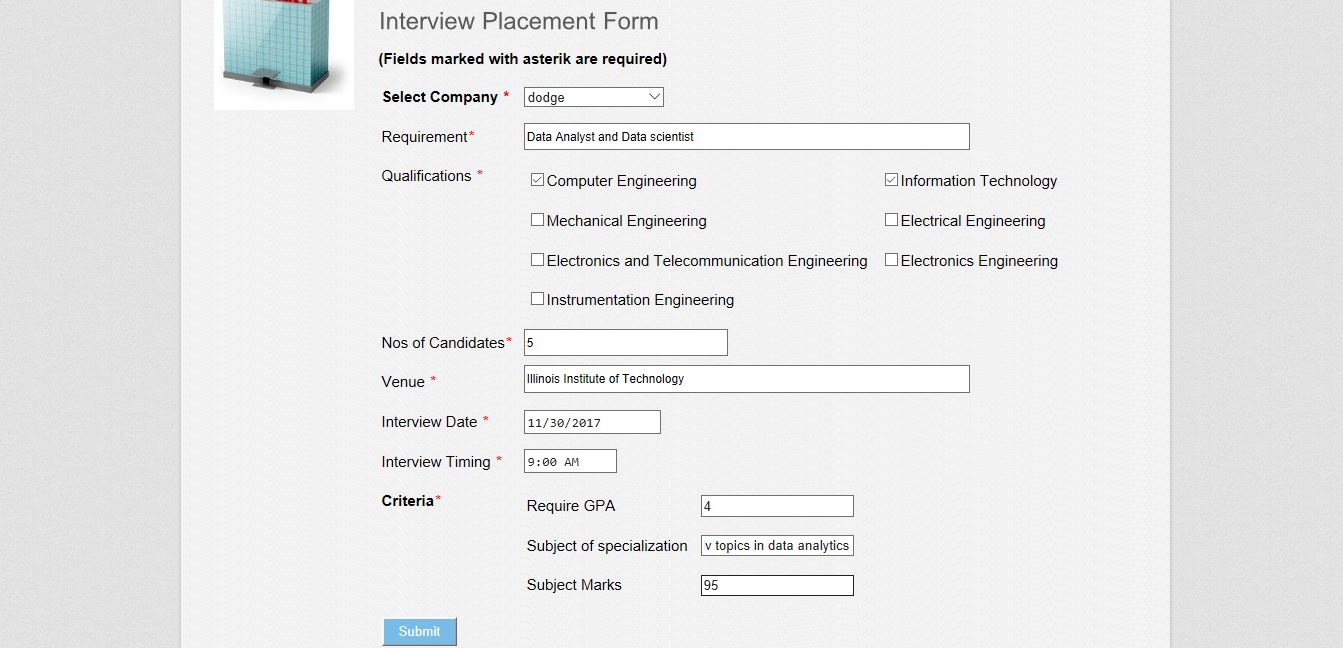 Interview Placement Form
(Fields marked with asterik are required)
Select Company * dodge
Requirement* Data Analyst and Data scientist
Qualifications * Computer Engineering Information Technology
Mechanical Engineering Electrical Engineering
Electronics and Telecommunication Engineering Electronics Engineering
Instrumentation Engineering
Nos of Candidates* 5
Venue * Illinois Institute of Technology
Interview Date * 11/30/2017
Interview Timing * 9:00 AM
Criteria* Require GPA 4
Subject of specialization v topics in data analytics
Subject Marks 95
Submit